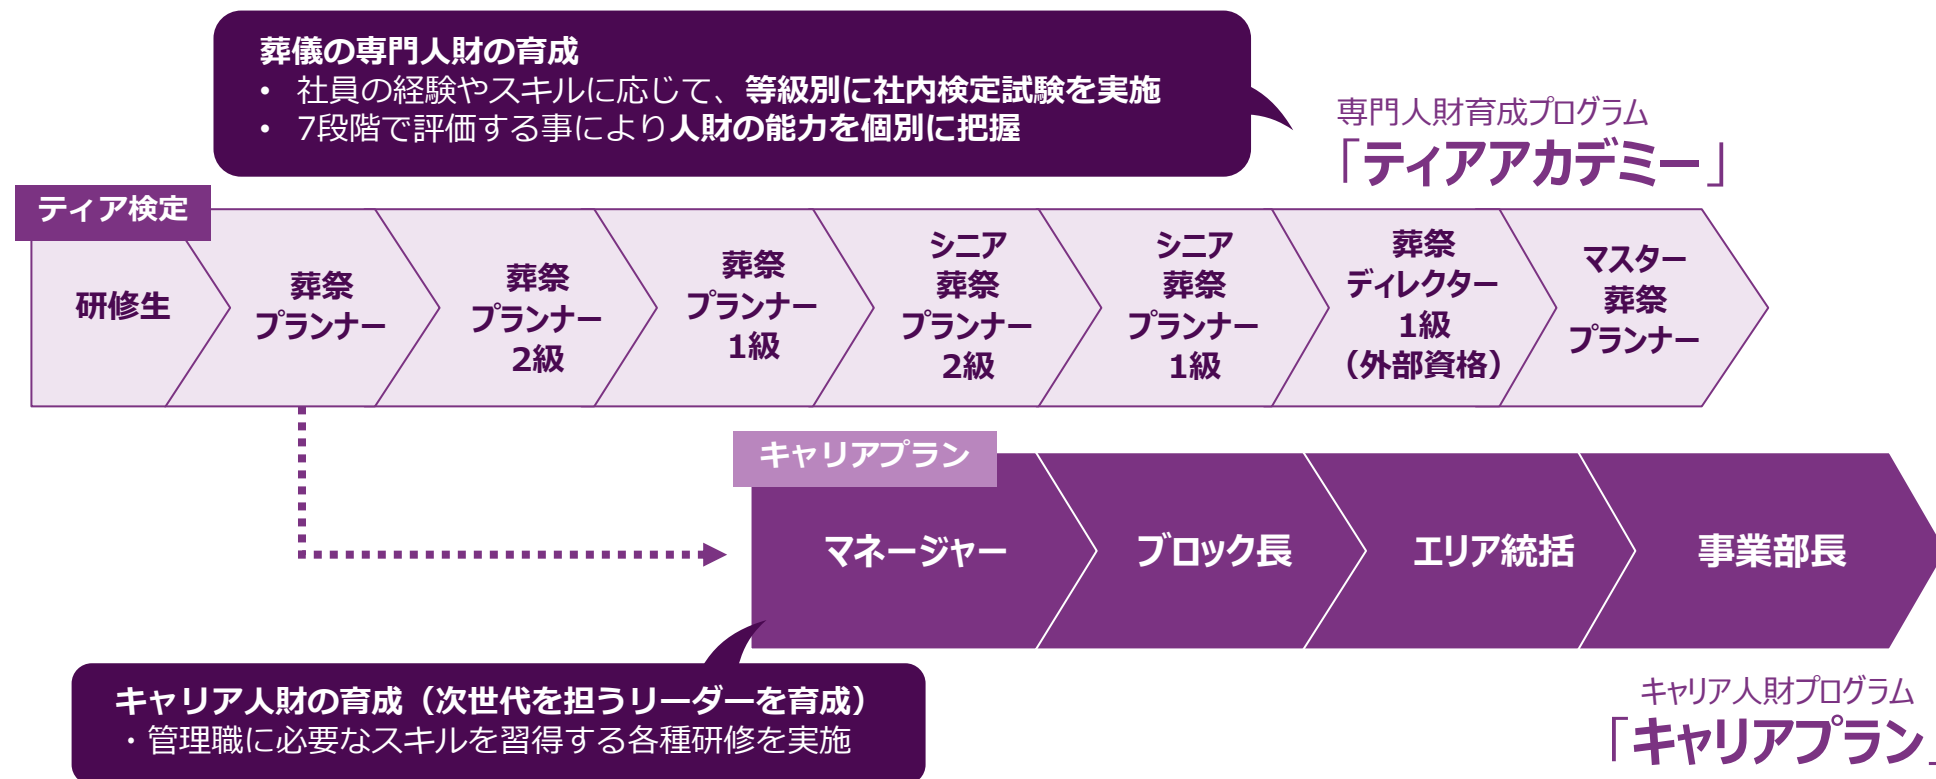 葬儀の専門人財の育成
• 社員の経験やスキルに応じて、等級別に社内検定試験を実施
• 7段階で評価する事により人財の能力を個別に把握
専門人財育成プログラム
「ティアアカデミー」
ティア検定
研修生
葬祭
プランナー
葬祭
プランナー
2級
葬祭
プランナー
1級
シニア
葬祭
プランナー
2級
シニア
葬祭
プランナー
1級
葬祭
ディレクター
1級
（外部資格）
マスター
葬祭
プランナー
キャリアプラン
マネージャー
ブロック長
エリア統括
事業部長
キャリア人財の育成（次世代を担うリーダーを育成）
・管理職に必要なスキルを習得する各種研修を実施
キャリア人財プログラム
「キャリアプラン」